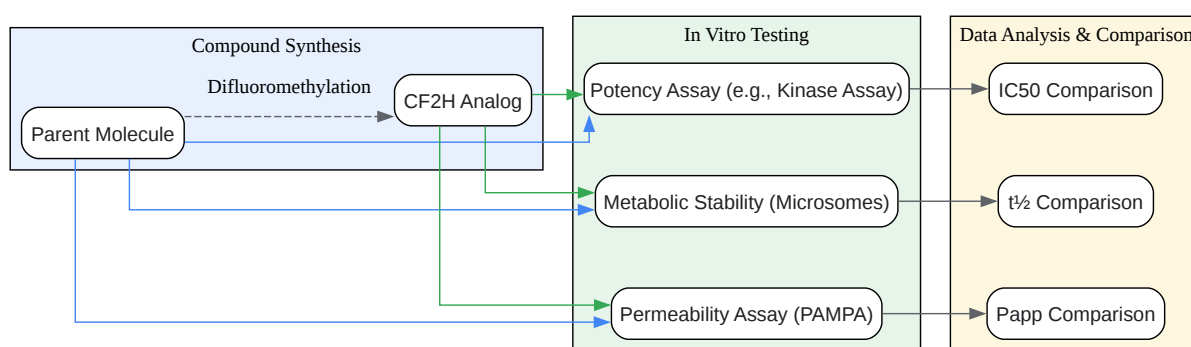 Compound Synthesis
Difluoromethylation
Parent Molecule
CF2H Analog
In Vitro Testing
Potency Assay (e.g., Kinase Assay)
Metabolic Stability (Microsomes)
Permeability Assay (PAMPA)
Data Analysis & Comparison
IC50 Comparison
t½ Comparison
Papp Comparison